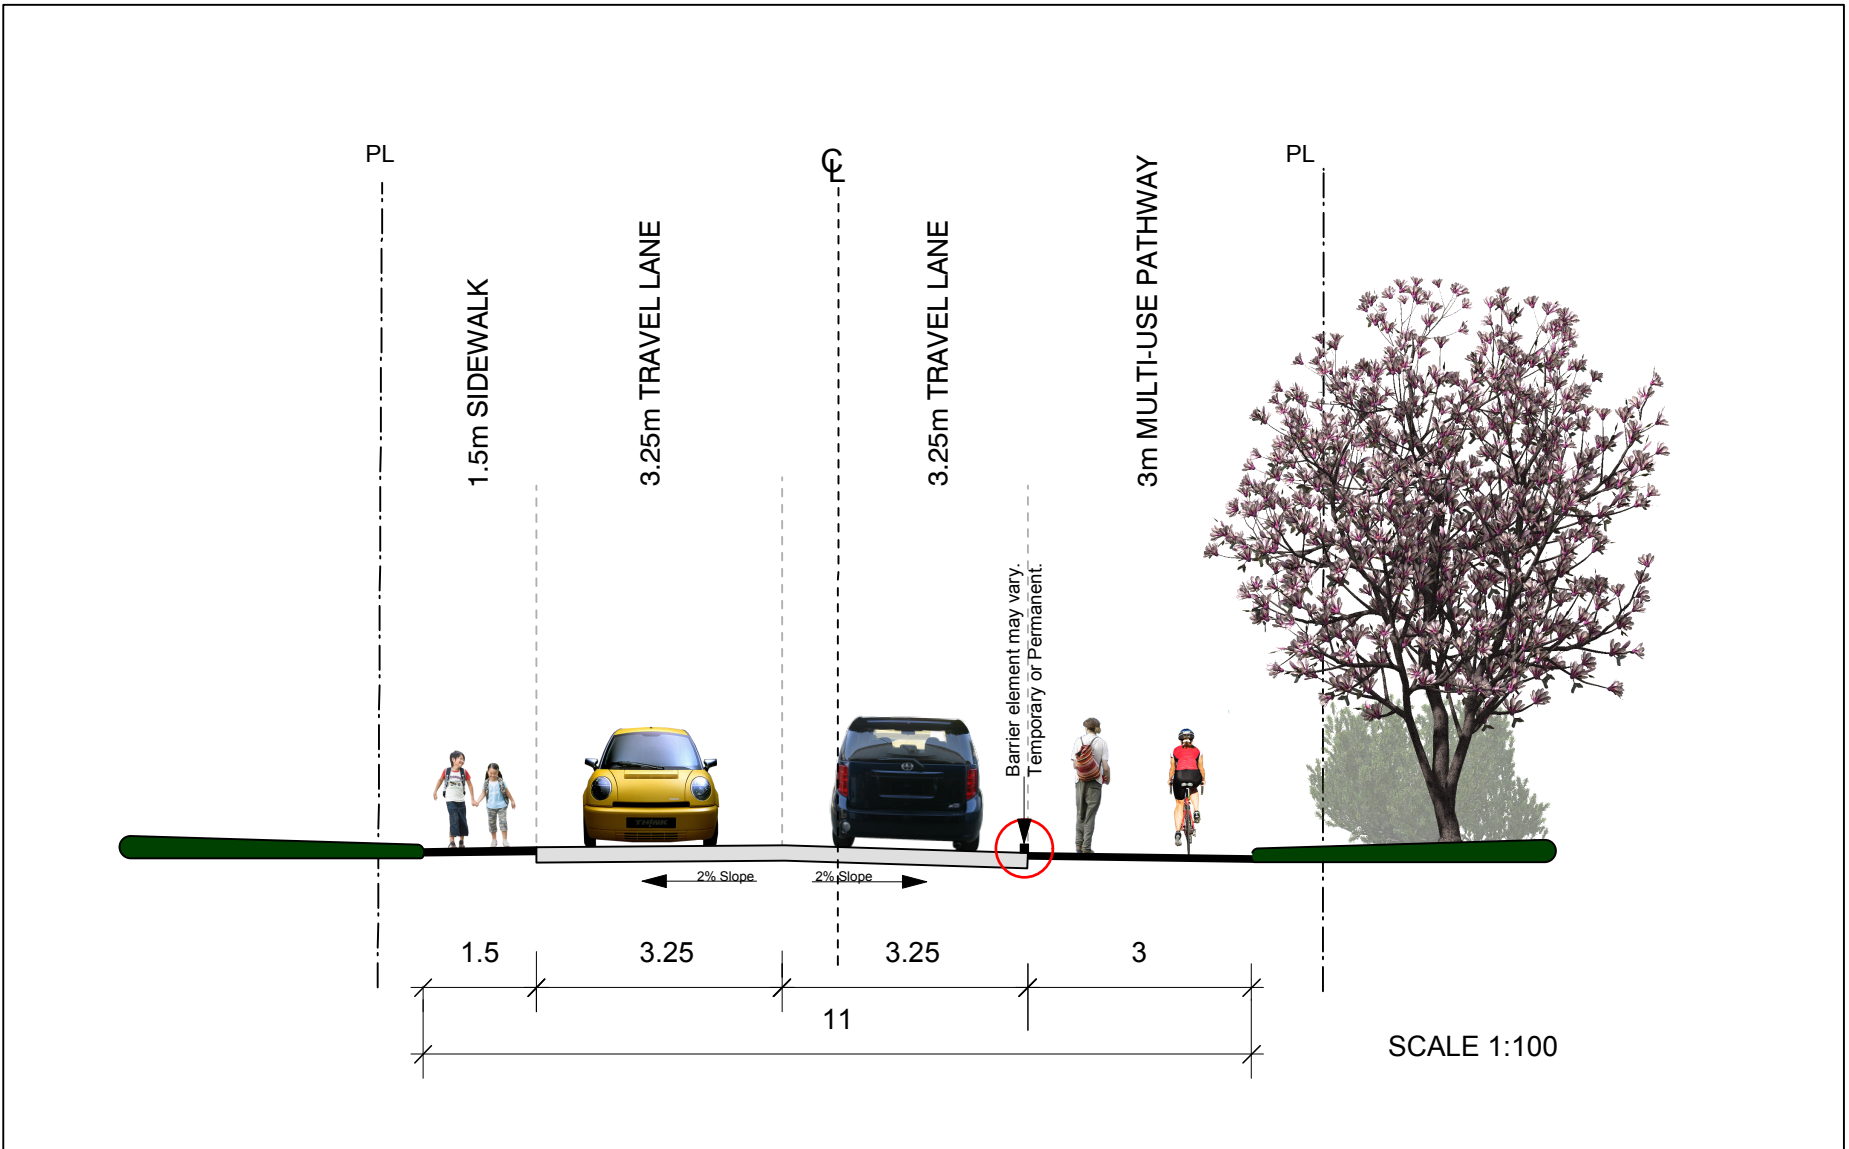 PL
CL
PL
1.5m SIDEWALK
3.25m TRAVEL LANE
3.25m TRAVEL LANE
3m MULTI-USE PATHWAY
Barrier element may vary.
Temporary or Permanent.
TH!NK
2% Slope
2% Slope
1.5
3.25
3.25
3
11
SCALE 1:100